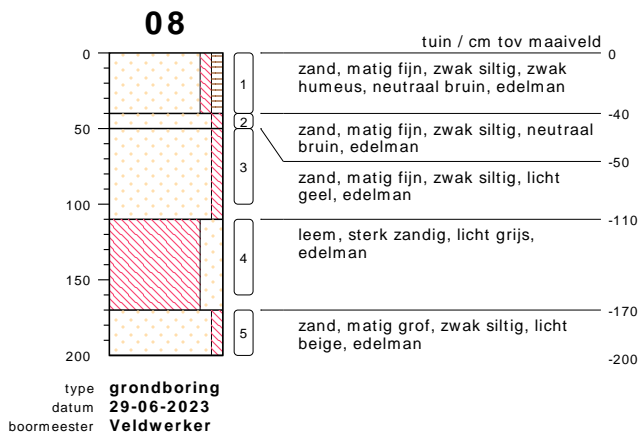 08
tuin / cm tov maaiveld
0
0
1
zand, matig fijn, zwak siltig, zwak
humeus, neutraal bruin, edelman
-40
2
50
zand, matig fijn, zwak siltig, neutraal
bruin, edelman
-50
3
zand, matig fijn, zwak siltig, licht
geel, edelman
100
-110
4
leem, sterk zandig, licht grijs,
edelman
150
-170
5
zand, matig grof, zwak siltig, licht
beige, edelman
200
-200
type grondboring
datum 29-06-2023
boormeester Veldwerker